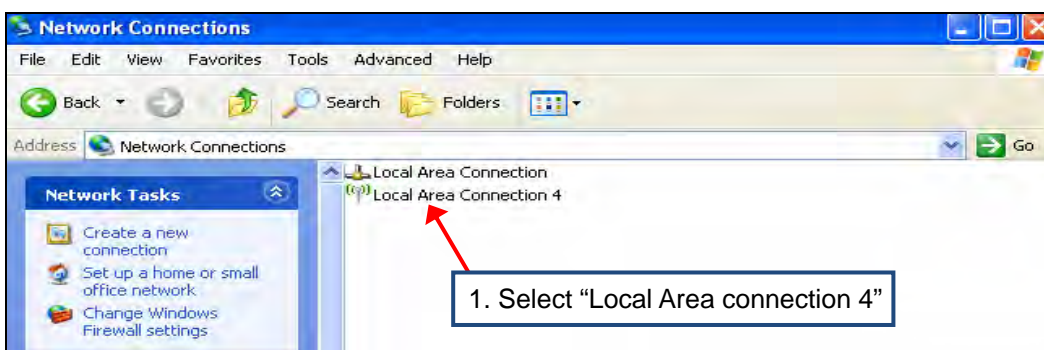 Network Connections
File Edit View Favorites Tools Advanced Help
Back Search Folders
Address Network Connections Go
Local Area Connection
Local Area Connection 4
Network Tasks
Create a new
connection
Set up a home or small
office network
Change Windows
Firewall settings
1. Select “Local Area connection 4”